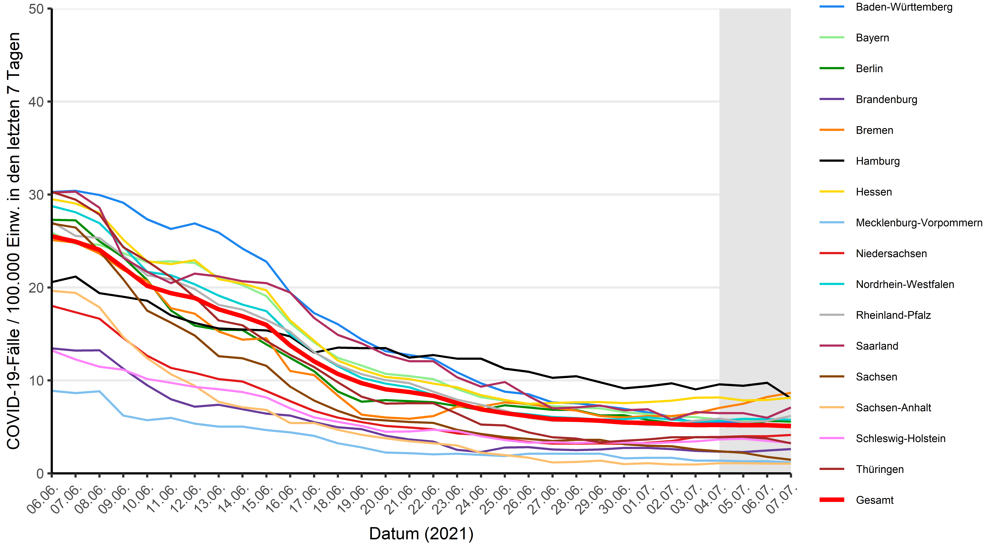 COVID-19-Fälle / 100.000 Einw. in den letzten 7 Tagen
50
40
30
20
10
0
06.06.
07.06.
08.06.
09.06.
10.06.
11.06.
12.06.
13.06.
14.06.
15.06.
16.06.
17.06.
18.06.
19.06.
20.06.
21.06.
22.06.
23.06.
24.06.
25.06.
26.06.
27.06.
28.06.
29.06.
30.06.
01.07.
02.07.
03.07.
04.07.
05.07.
06.07.
07.07.
Datum (2021)
Baden-Württemberg
Bayern
Berlin
Brandenburg
Bremen
Hamburg
Hessen
Mecklenburg-Vorpommern
Niedersachsen
Nordrhein-Westfalen
Rheinland-Pfalz
Saarland
Sachsen
Sachsen-Anhalt
Schleswig-Holstein
Thüringen
Gesamt